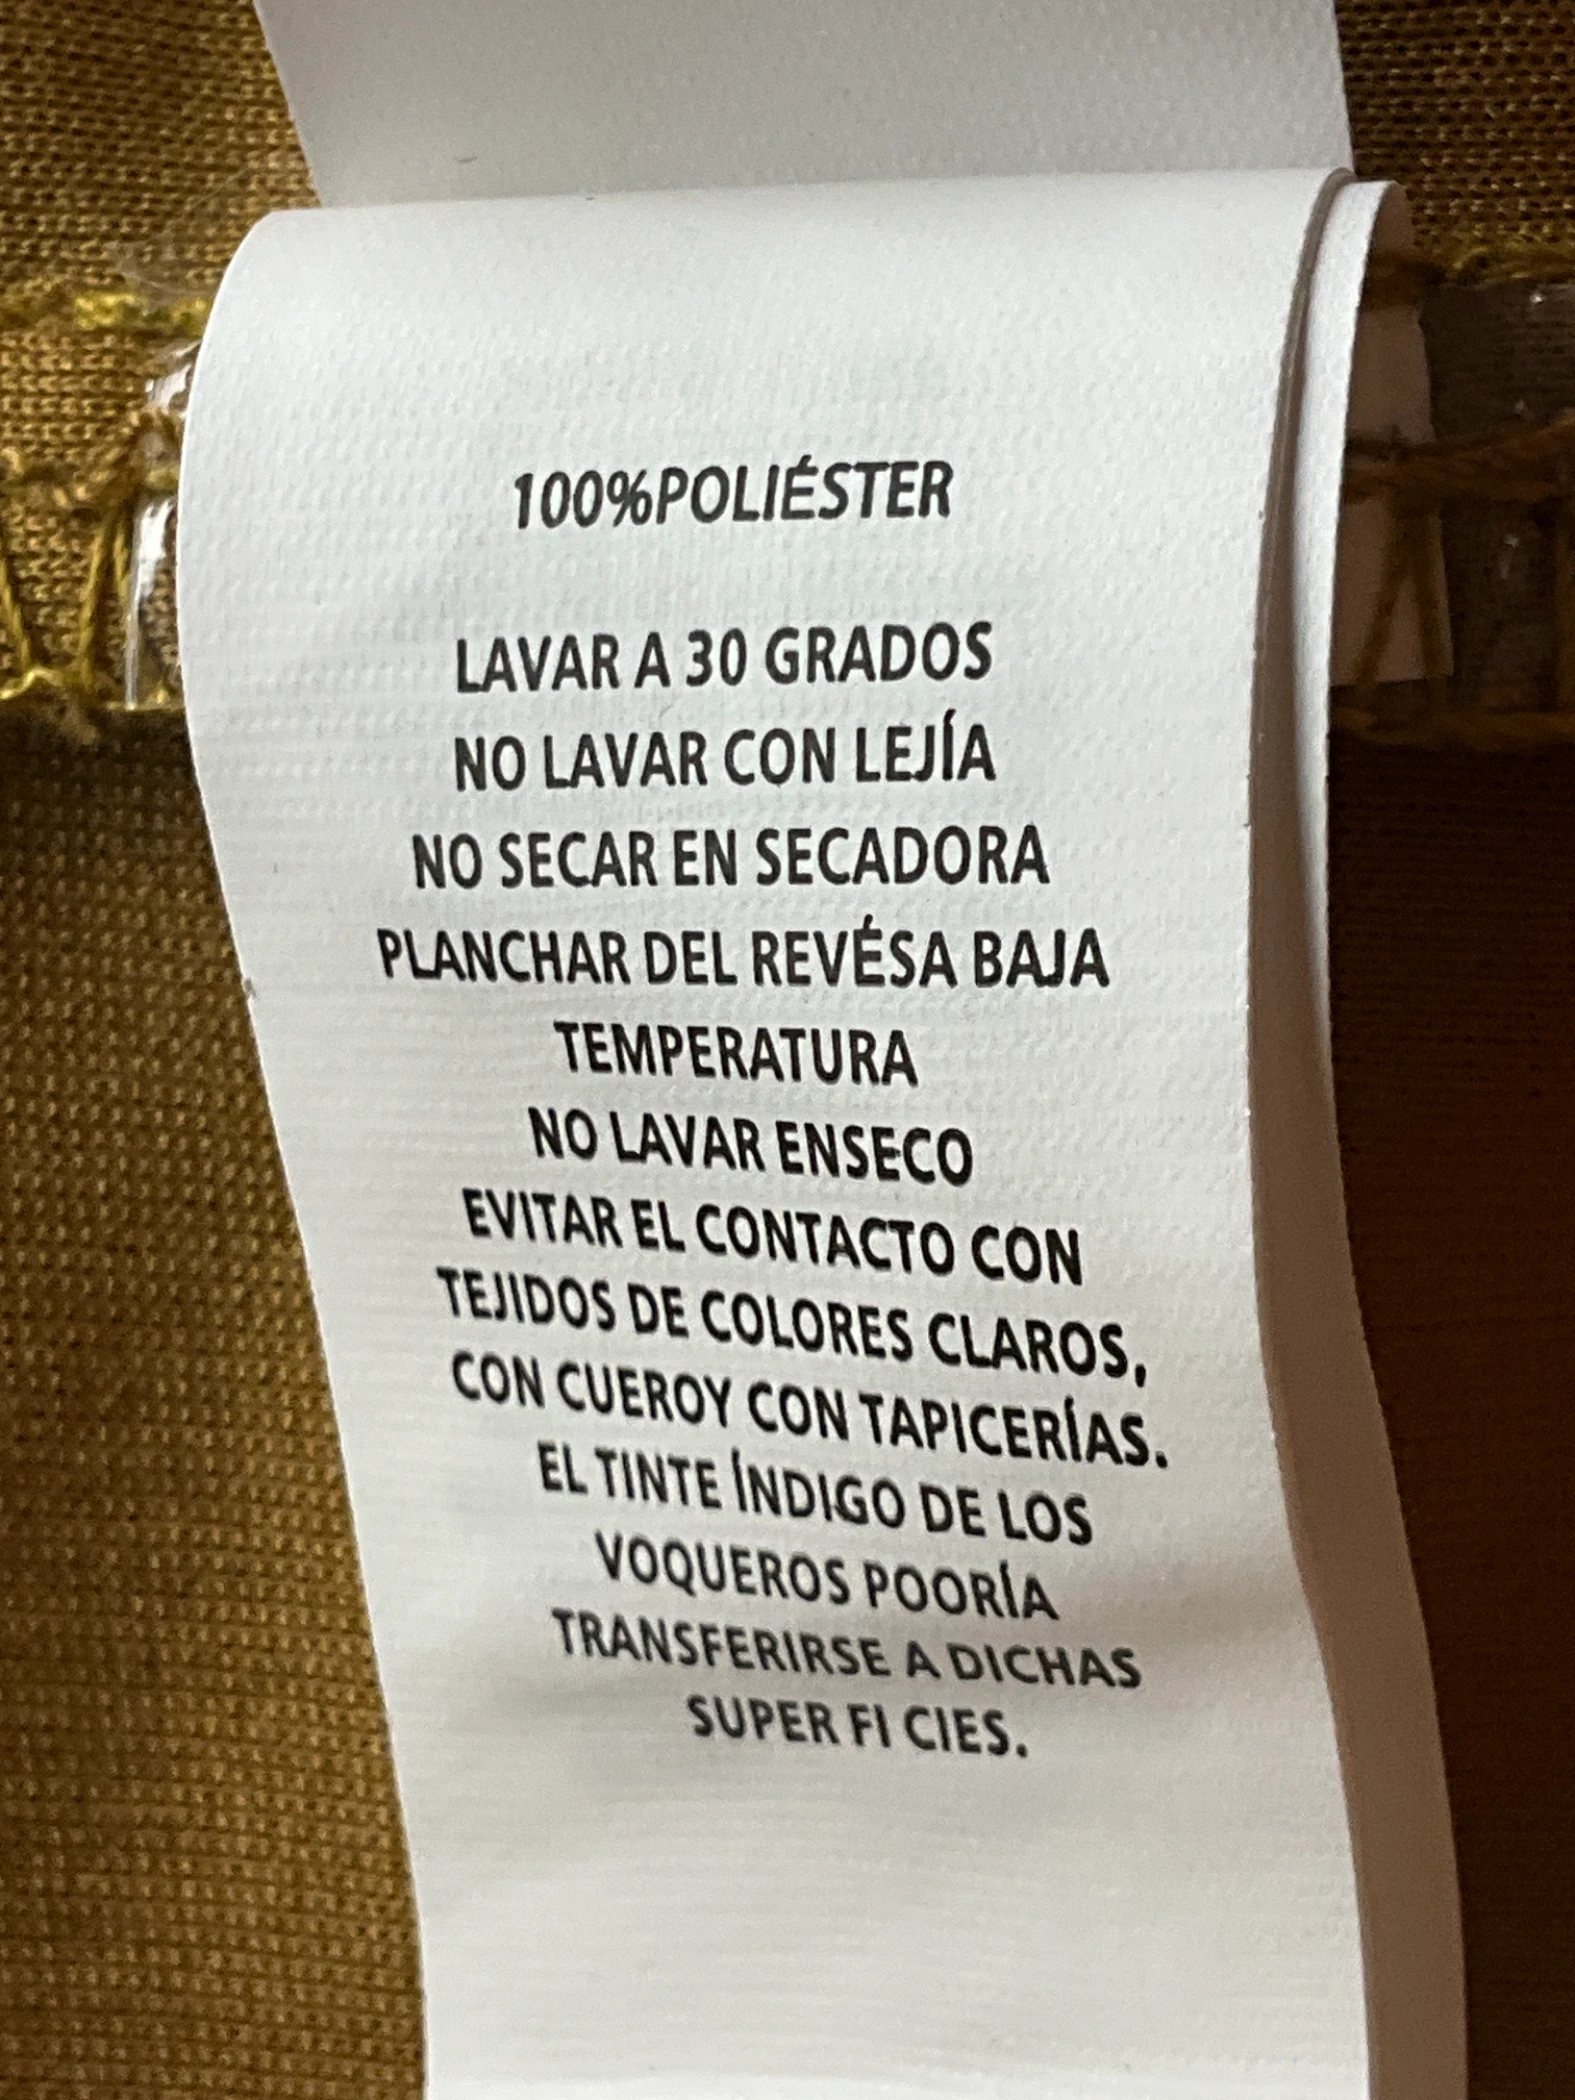 100%POLIÉSTER
LAVAR A 30 GRADOS
NO LAVAR CON LEJÍA
NO SECAR EN SECADORA
PLANCHAR DEL REVÉSA BAJA
TEMPERATURA
NO LAVAR ENSECO
EVITAR EL CONTACTO CON
TEJIDOS DE COLORES CLAROS,
CON CUEROY CON TAPICERÍAS.
EL TINTE ÍNDIGO DE LOS
VOQUEROS POORÍA
TRANSFERIRSE A DICHAS
SUPER FI CIES.